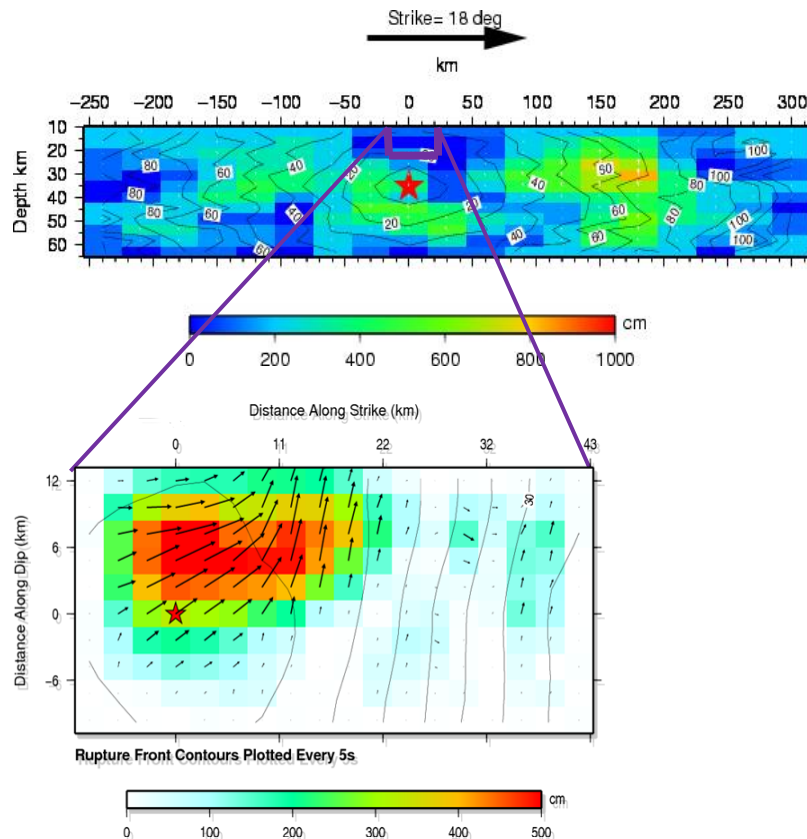 Strike= 18 deg
km
−250 −200 −150 −100 −50 0 50 100 150 200 250 300
Depth km
10
20
30
40
50
60
80 60 40 20 60 100
80 40 80 100
80 40 20 60 80 100
60 40 60 100
cm
0 200 400 600 800 1000
Distance Along Strike (km)
0 11 22 32 43
Distance Along Dip (km)
12
6
0
−6
30
Rupture Front Contours Plotted Every 5s
cm
0 100 200 300 400 500